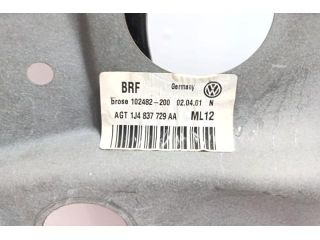 BRF Germany
brose 102482-200 02.04.01 N
AGT 1J4 837 729 AA ML12